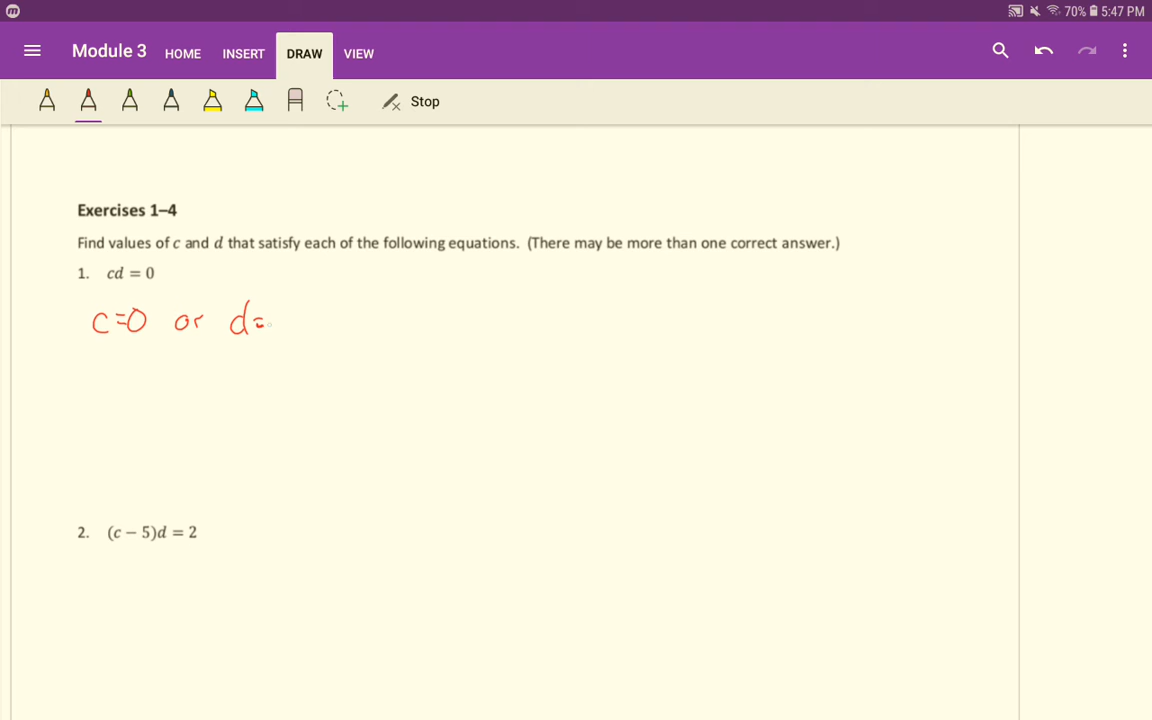 70% 5:47 PM
Module 3 HOME INSERT DRAW VIEW
Stop
Exercises 1–4
Find values of c and d that satisfy each of the following equations. (There may be more than one correct answer.)
1. cd = 0
c=0 or d=
2. (c − 5)d = 2